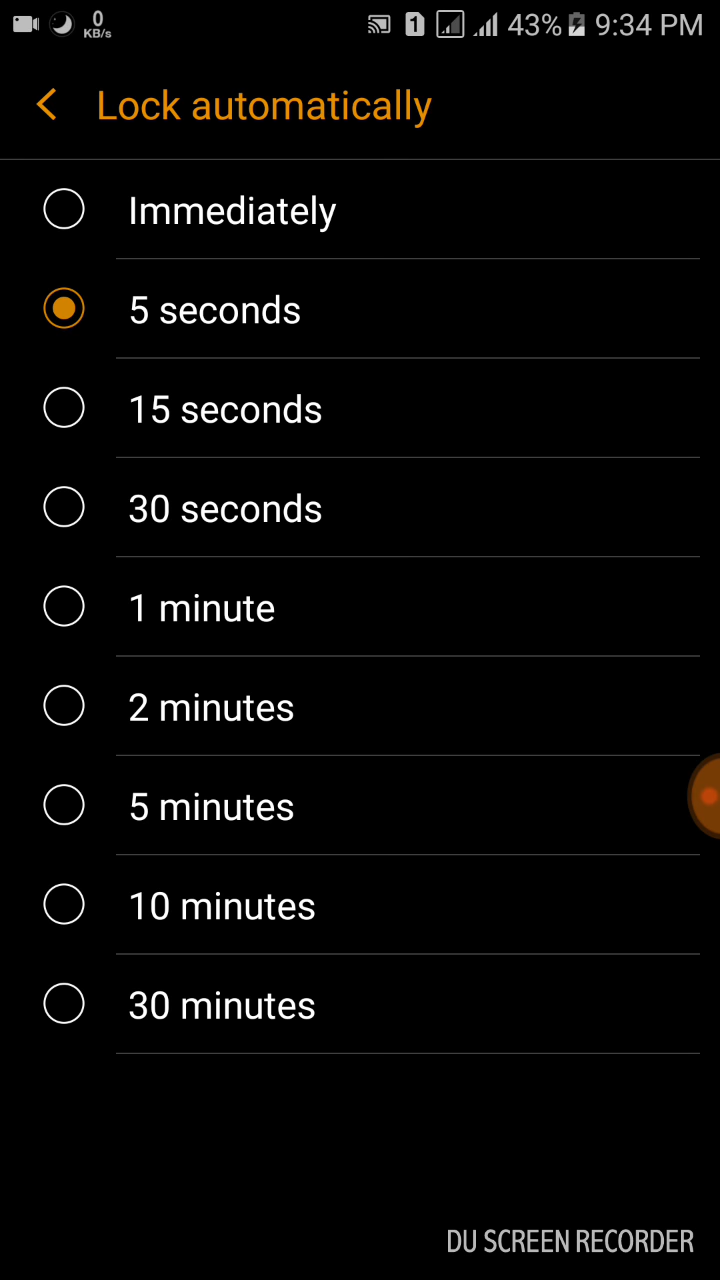 0
KB/s
1
43%
9:34 PM
Lock automatically
Immediately
5 seconds
15 seconds
30 seconds
1 minute
2 minutes
5 minutes
10 minutes
30 minutes
DU SCREEN RECORDER